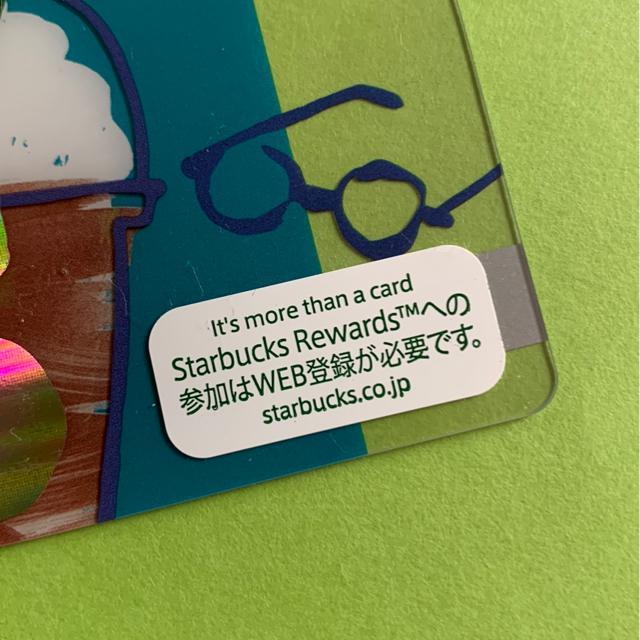 It's more than a card
Starbucks Rewards™への
参加はWEB登録が必要です。
starbucks.co.jp